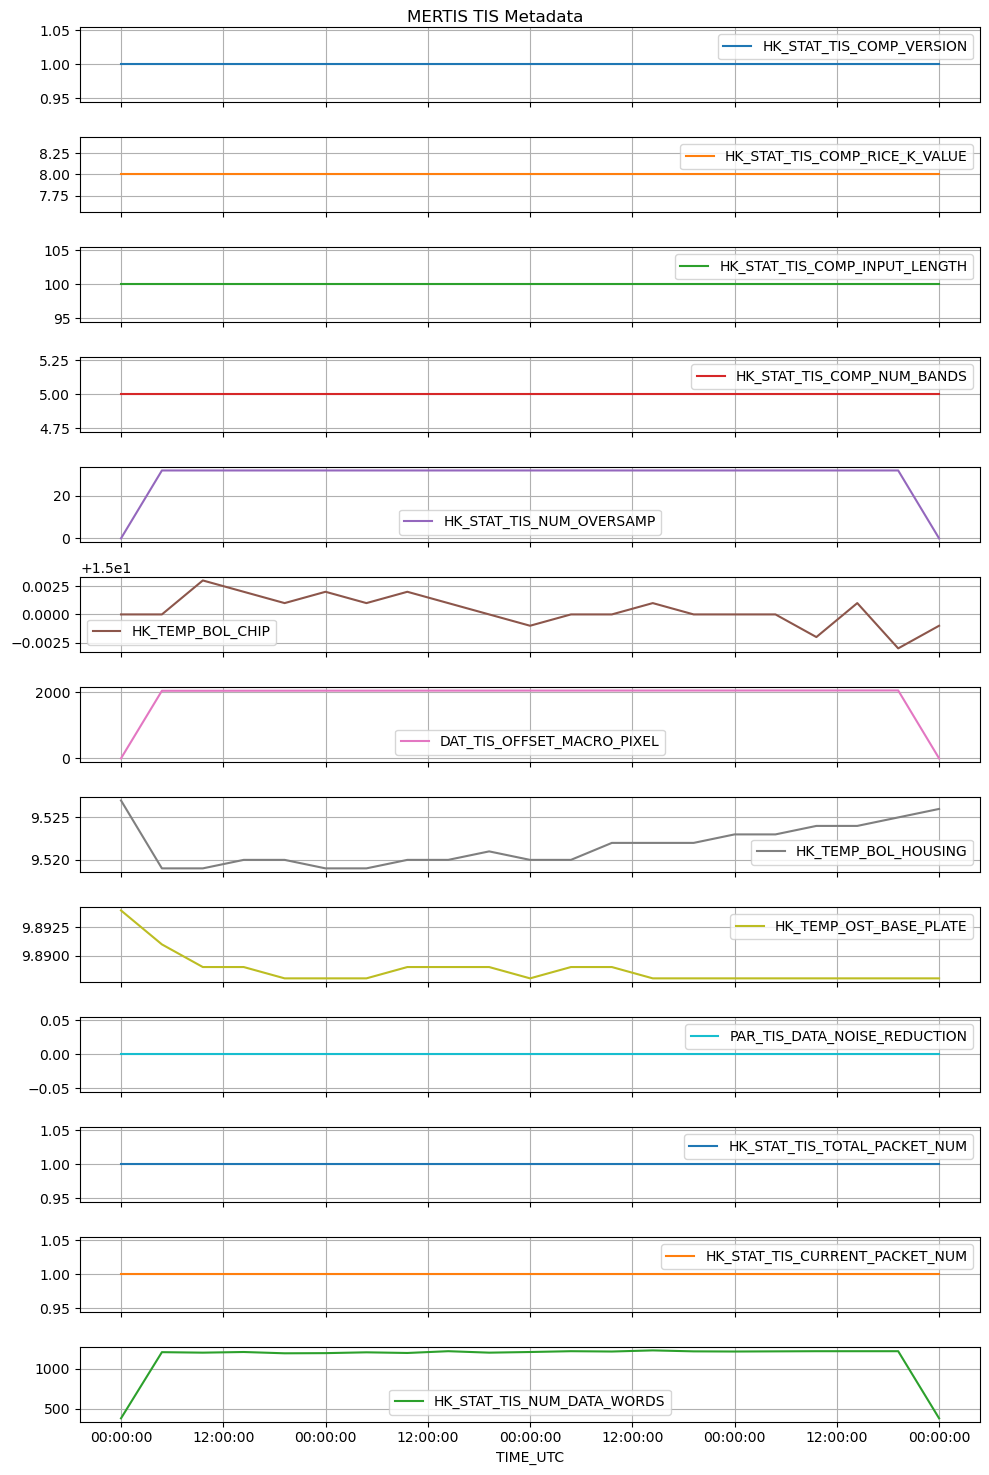 MERTIS TIS Metadata
1.05
1.00
0.95
HK_STAT_TIS_COMP_VERSION
8.25
8.00
7.75
HK_STAT_TIS_COMP_RICE_K_VALUE
105
100
95
HK_STAT_TIS_COMP_INPUT_LENGTH
5.25
5.00
4.75
HK_STAT_TIS_COMP_NUM_BANDS
20
0
HK_STAT_TIS_NUM_OVERSAMP
+1.5e1
0.0025
0.0000
−0.0025
HK_TEMP_BOL_CHIP
2000
0
DAT_TIS_OFFSET_MACRO_PIXEL
9.525
9.520
HK_TEMP_BOL_HOUSING
9.8925
9.8900
HK_TEMP_OST_BASE_PLATE
0.05
0.00
−0.05
PAR_TIS_DATA_NOISE_REDUCTION
1.05
1.00
0.95
HK_STAT_TIS_TOTAL_PACKET_NUM
1.05
1.00
0.95
HK_STAT_TIS_CURRENT_PACKET_NUM
1000
500
HK_STAT_TIS_NUM_DATA_WORDS
00:00:00 12:00:00 00:00:00 12:00:00 00:00:00 12:00:00 00:00:00 12:00:00 00:00:00
TIME_UTC